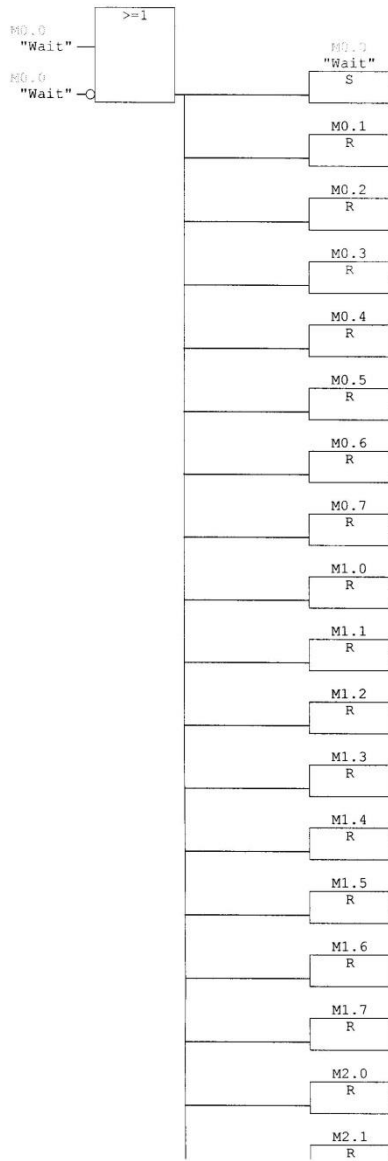 >=1
M0.0
"Wait"
M0.0
"Wait"
M0.0
"Wait"
S
M0.1
R
M0.2
R
M0.3
R
M0.4
R
M0.5
R
M0.6
R
M0.7
R
M1.0
R
M1.1
R
M1.2
R
M1.3
R
M1.4
R
M1.5
R
M1.6
R
M1.7
R
M2.0
R
M2.1
R